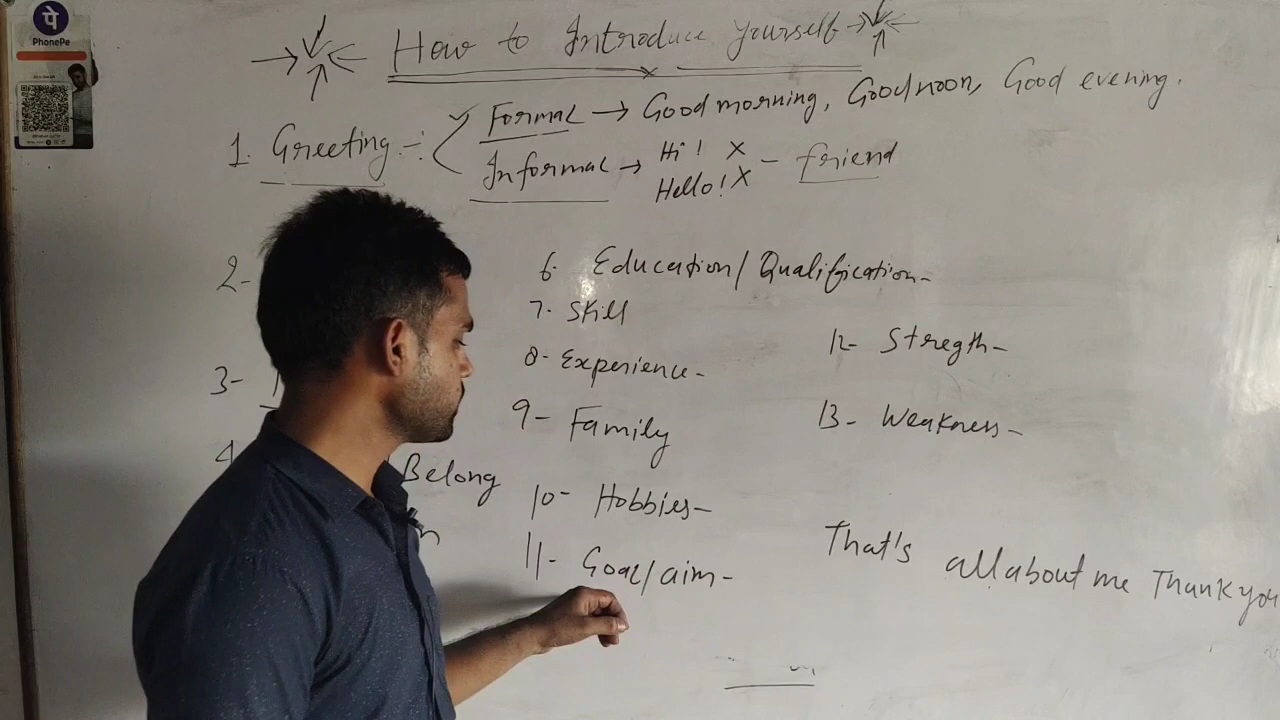 पे
PhonePe
How to Introduce yourself
1. Greeting :- Formal → Good morning, Good noon, Good evening.
Informal → Hi! X
Hello! X - friend
2-
3-
4
Belong
6. Education/Qualification-
7. Skill
8- Experience-
9- Family
10- Hobbies-
11- Goal/aim-
12- Stregth-
13- Weakness-
That's all about me Thank you